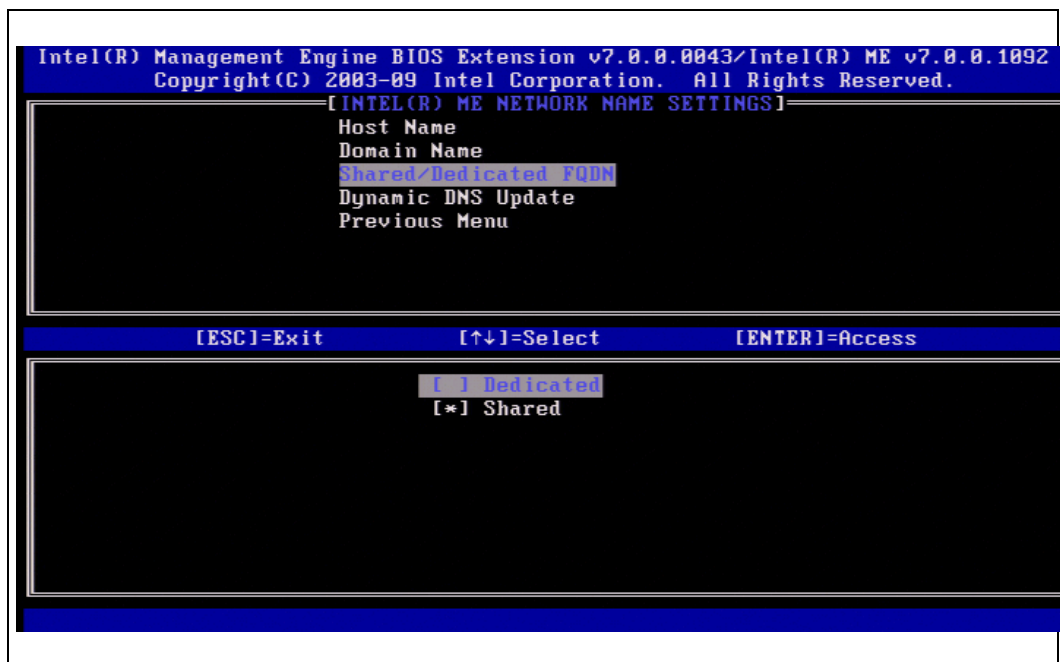 Intel(R) Management Engine BIOS Extension v7.0.0.0043/Intel(R) ME v7.0.0.1092
Copyright(C) 2003-09 Intel Corporation. All Rights Reserved.
[INTEL(R) ME NETWORK NAME SETTINGS]
Host Name
Domain Name
Shared/Dedicated FQDN
Dynamic DNS Update
Previous Menu
[ESC]=Exit [↑↓]=Select [ENTER]=Access
[ ] Dedicated
[*] Shared